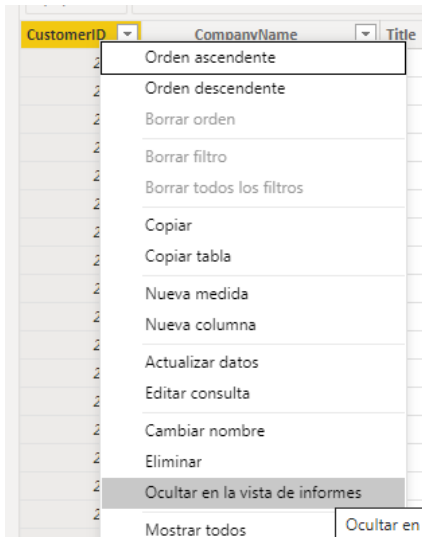 CustomerID CompanyName Title
Orden ascendente
Orden descendente
Borrar orden
Borrar filtro
Borrar todos los filtros
Copiar
Copiar tabla
Nueva medida
Nueva columna
Actualizar datos
Editar consulta
Cambiar nombre
Eliminar
Ocultar en la vista de informes
Mostrar todos
Ocultar en